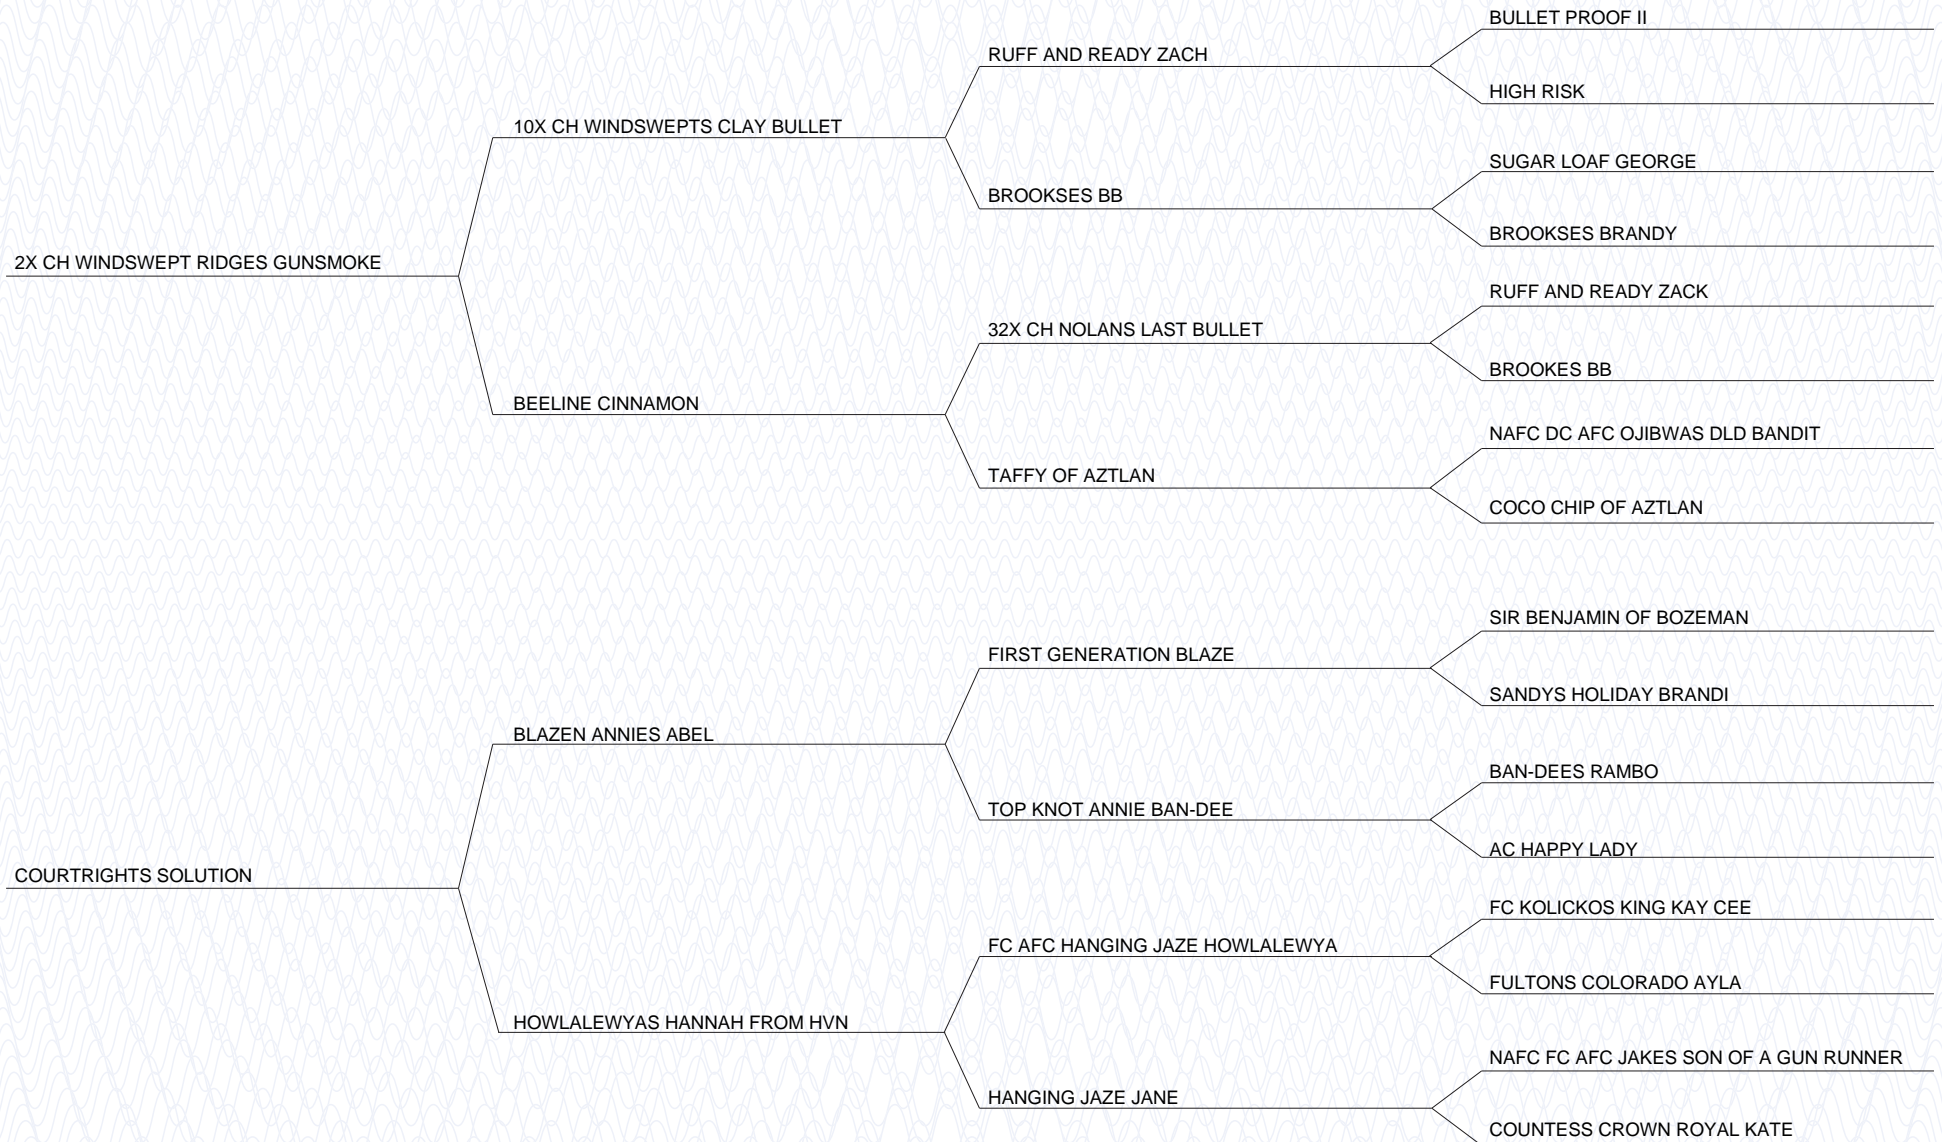 BULLET PROOF II
RUFF AND READY ZACH
HIGH RISK
10X CH WINDSWEPTS CLAY BULLET
SUGAR LOAF GEORGE
BROOKSES BB
BROOKSES BRANDY
2X CH WINDSWEPT RIDGES GUNSMOKE
RUFF AND READY ZACK
32X CH NOLANS LAST BULLET
BROOKES BB
BEELINE CINNAMON
NAFC DC AFC OJIBWAS DLD BANDIT
TAFFY OF AZTLAN
COCO CHIP OF AZTLAN
SIR BENJAMIN OF BOZEMAN
FIRST GENERATION BLAZE
SANDYS HOLIDAY BRANDI
BLAZEN ANNIES ABEL
BAN-DEES RAMBO
TOP KNOT ANNIE BAN-DEE
AC HAPPY LADY
COURTRIGHTS SOLUTION
FC KOLICKOS KING KAY CEE
FC AFC HANGING JAZE HOWLALEWYA
FULTONS COLORADO AYLA
HOWLALEWYAS HANNAH FROM HVN
NAFC FC AFC JAKES SON OF A GUN RUNNER
HANGING JAZE JANE
COUNTESS CROWN ROYAL KATE